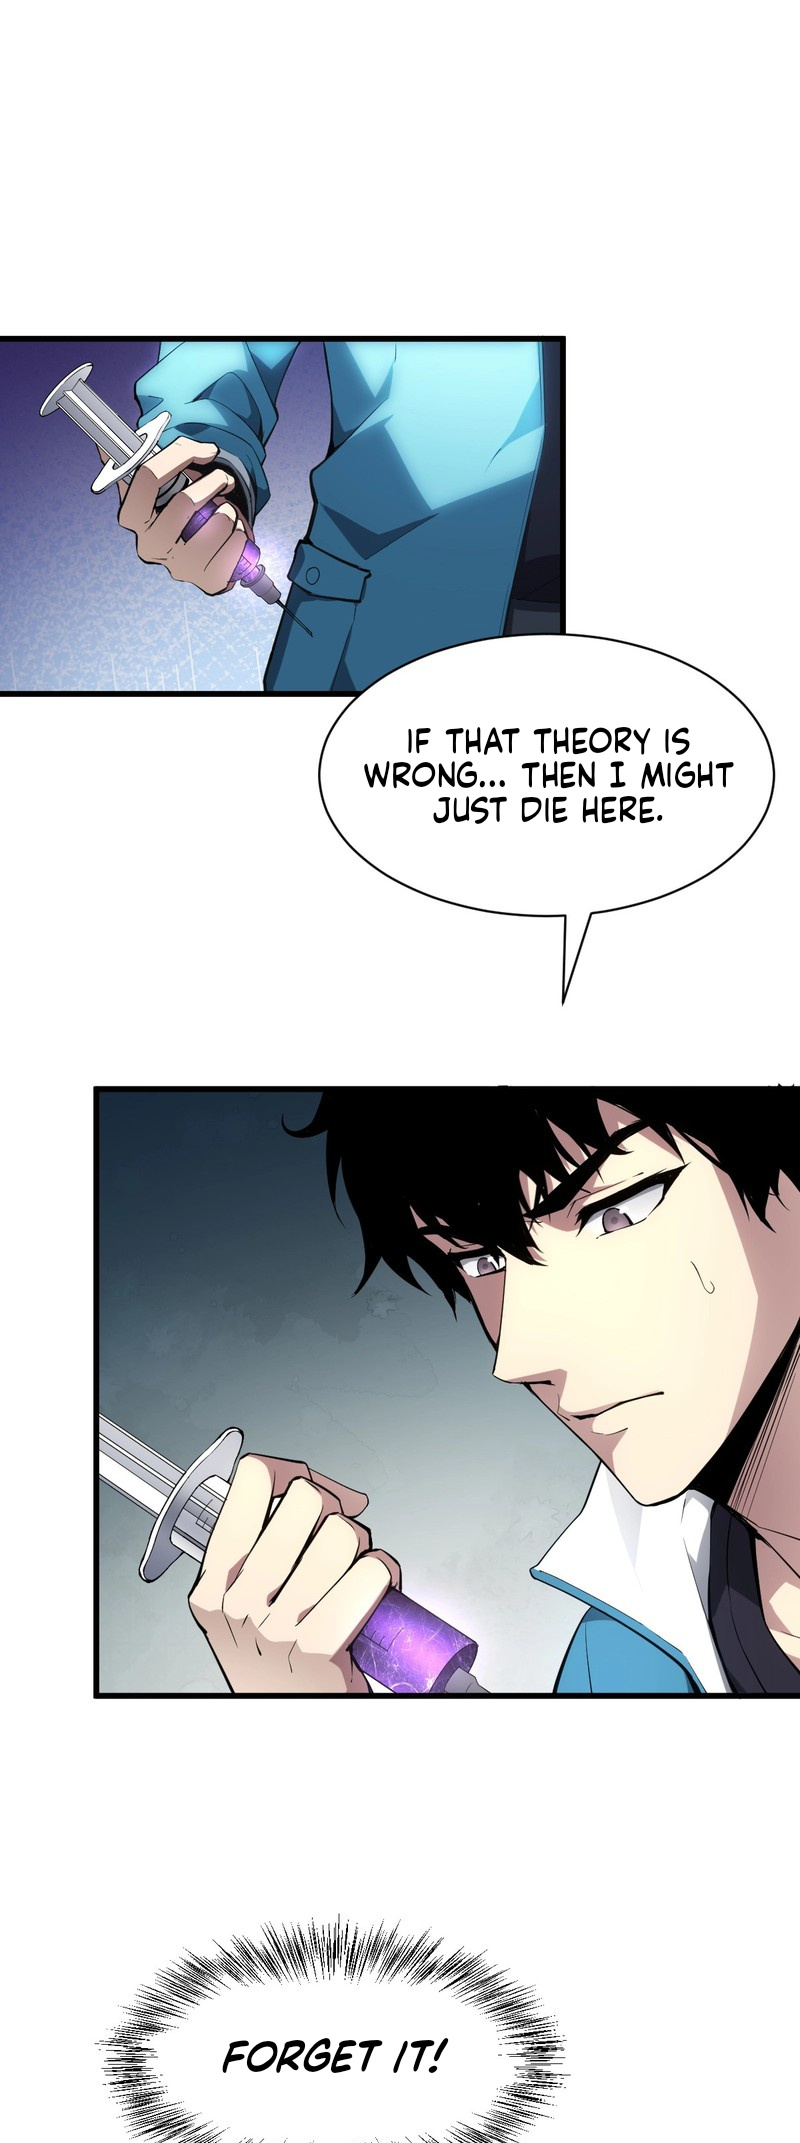 IF THAT THEORY IS
WRONG... THEN I MIGHT
JUST DIE HERE.
FORGET IT!